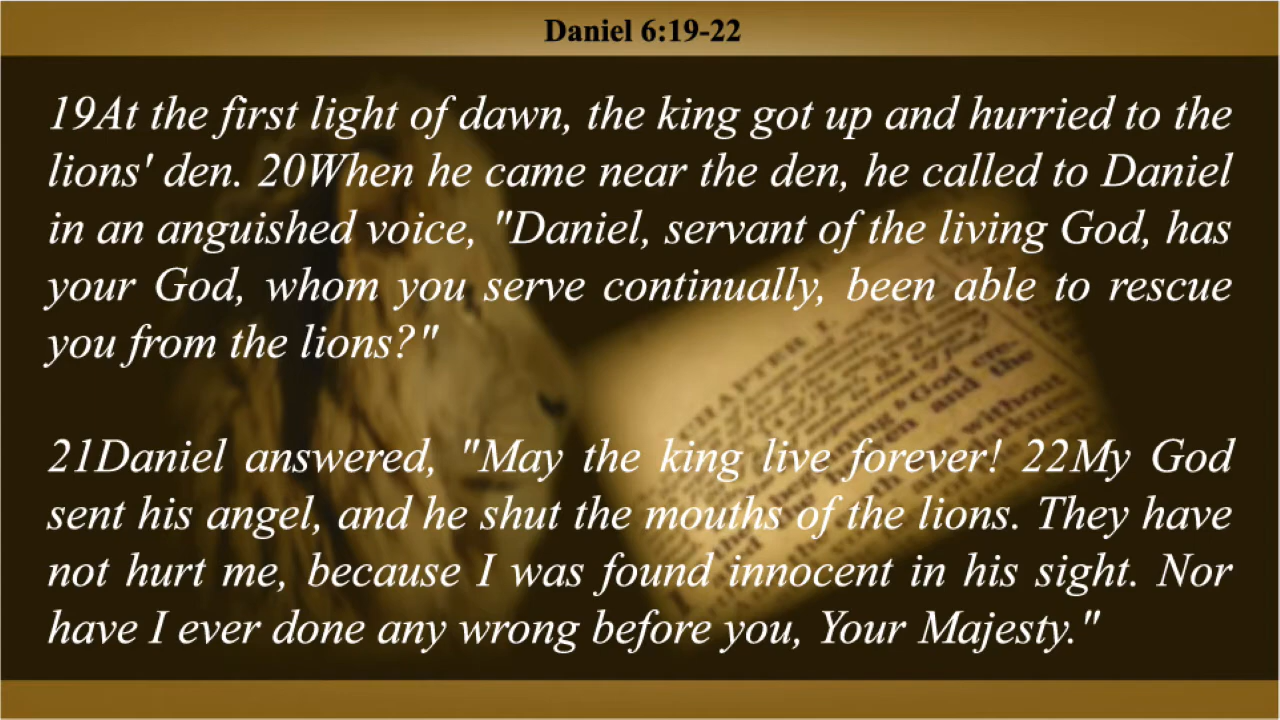 Daniel 6:19-22
19At the first light of dawn, the king got up and hurried to the
lions' den. 20When he came near the den, he called to Daniel
in an anguished voice, "Daniel, servant of the living God, has
your God, whom you serve continually, been able to rescue
you from the lions?"
21Daniel answered, "May the king live forever! 22My God
sent his angel, and he shut the mouths of the lions. They have
not hurt me, because I was found innocent in his sight. Nor
have I ever done any wrong before you, Your Majesty."
CHAPTER I.
God
and the
without